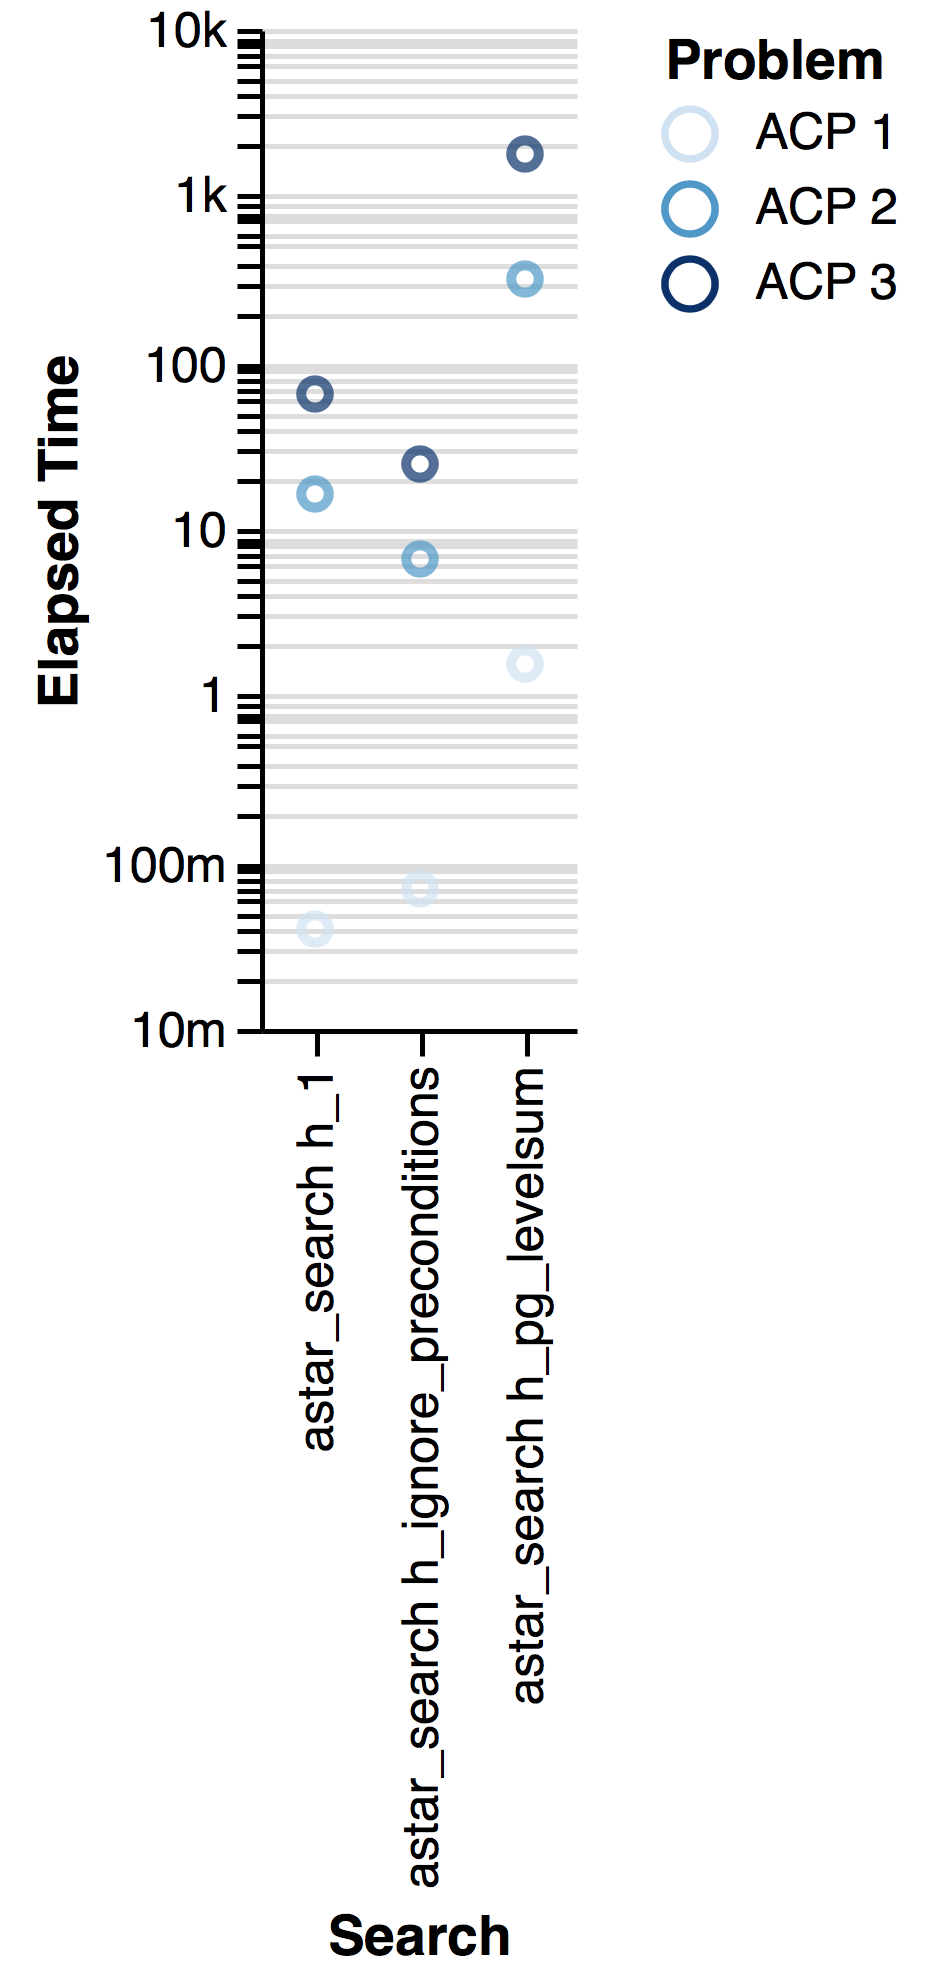 Problem
ACP 1
ACP 2
ACP 3
Elapsed Time
10k
1k
100
10
1
100m
10m
astar_search h_1
astar_search h_ignore_preconditions
astar_search h_pg_levelsum
Search